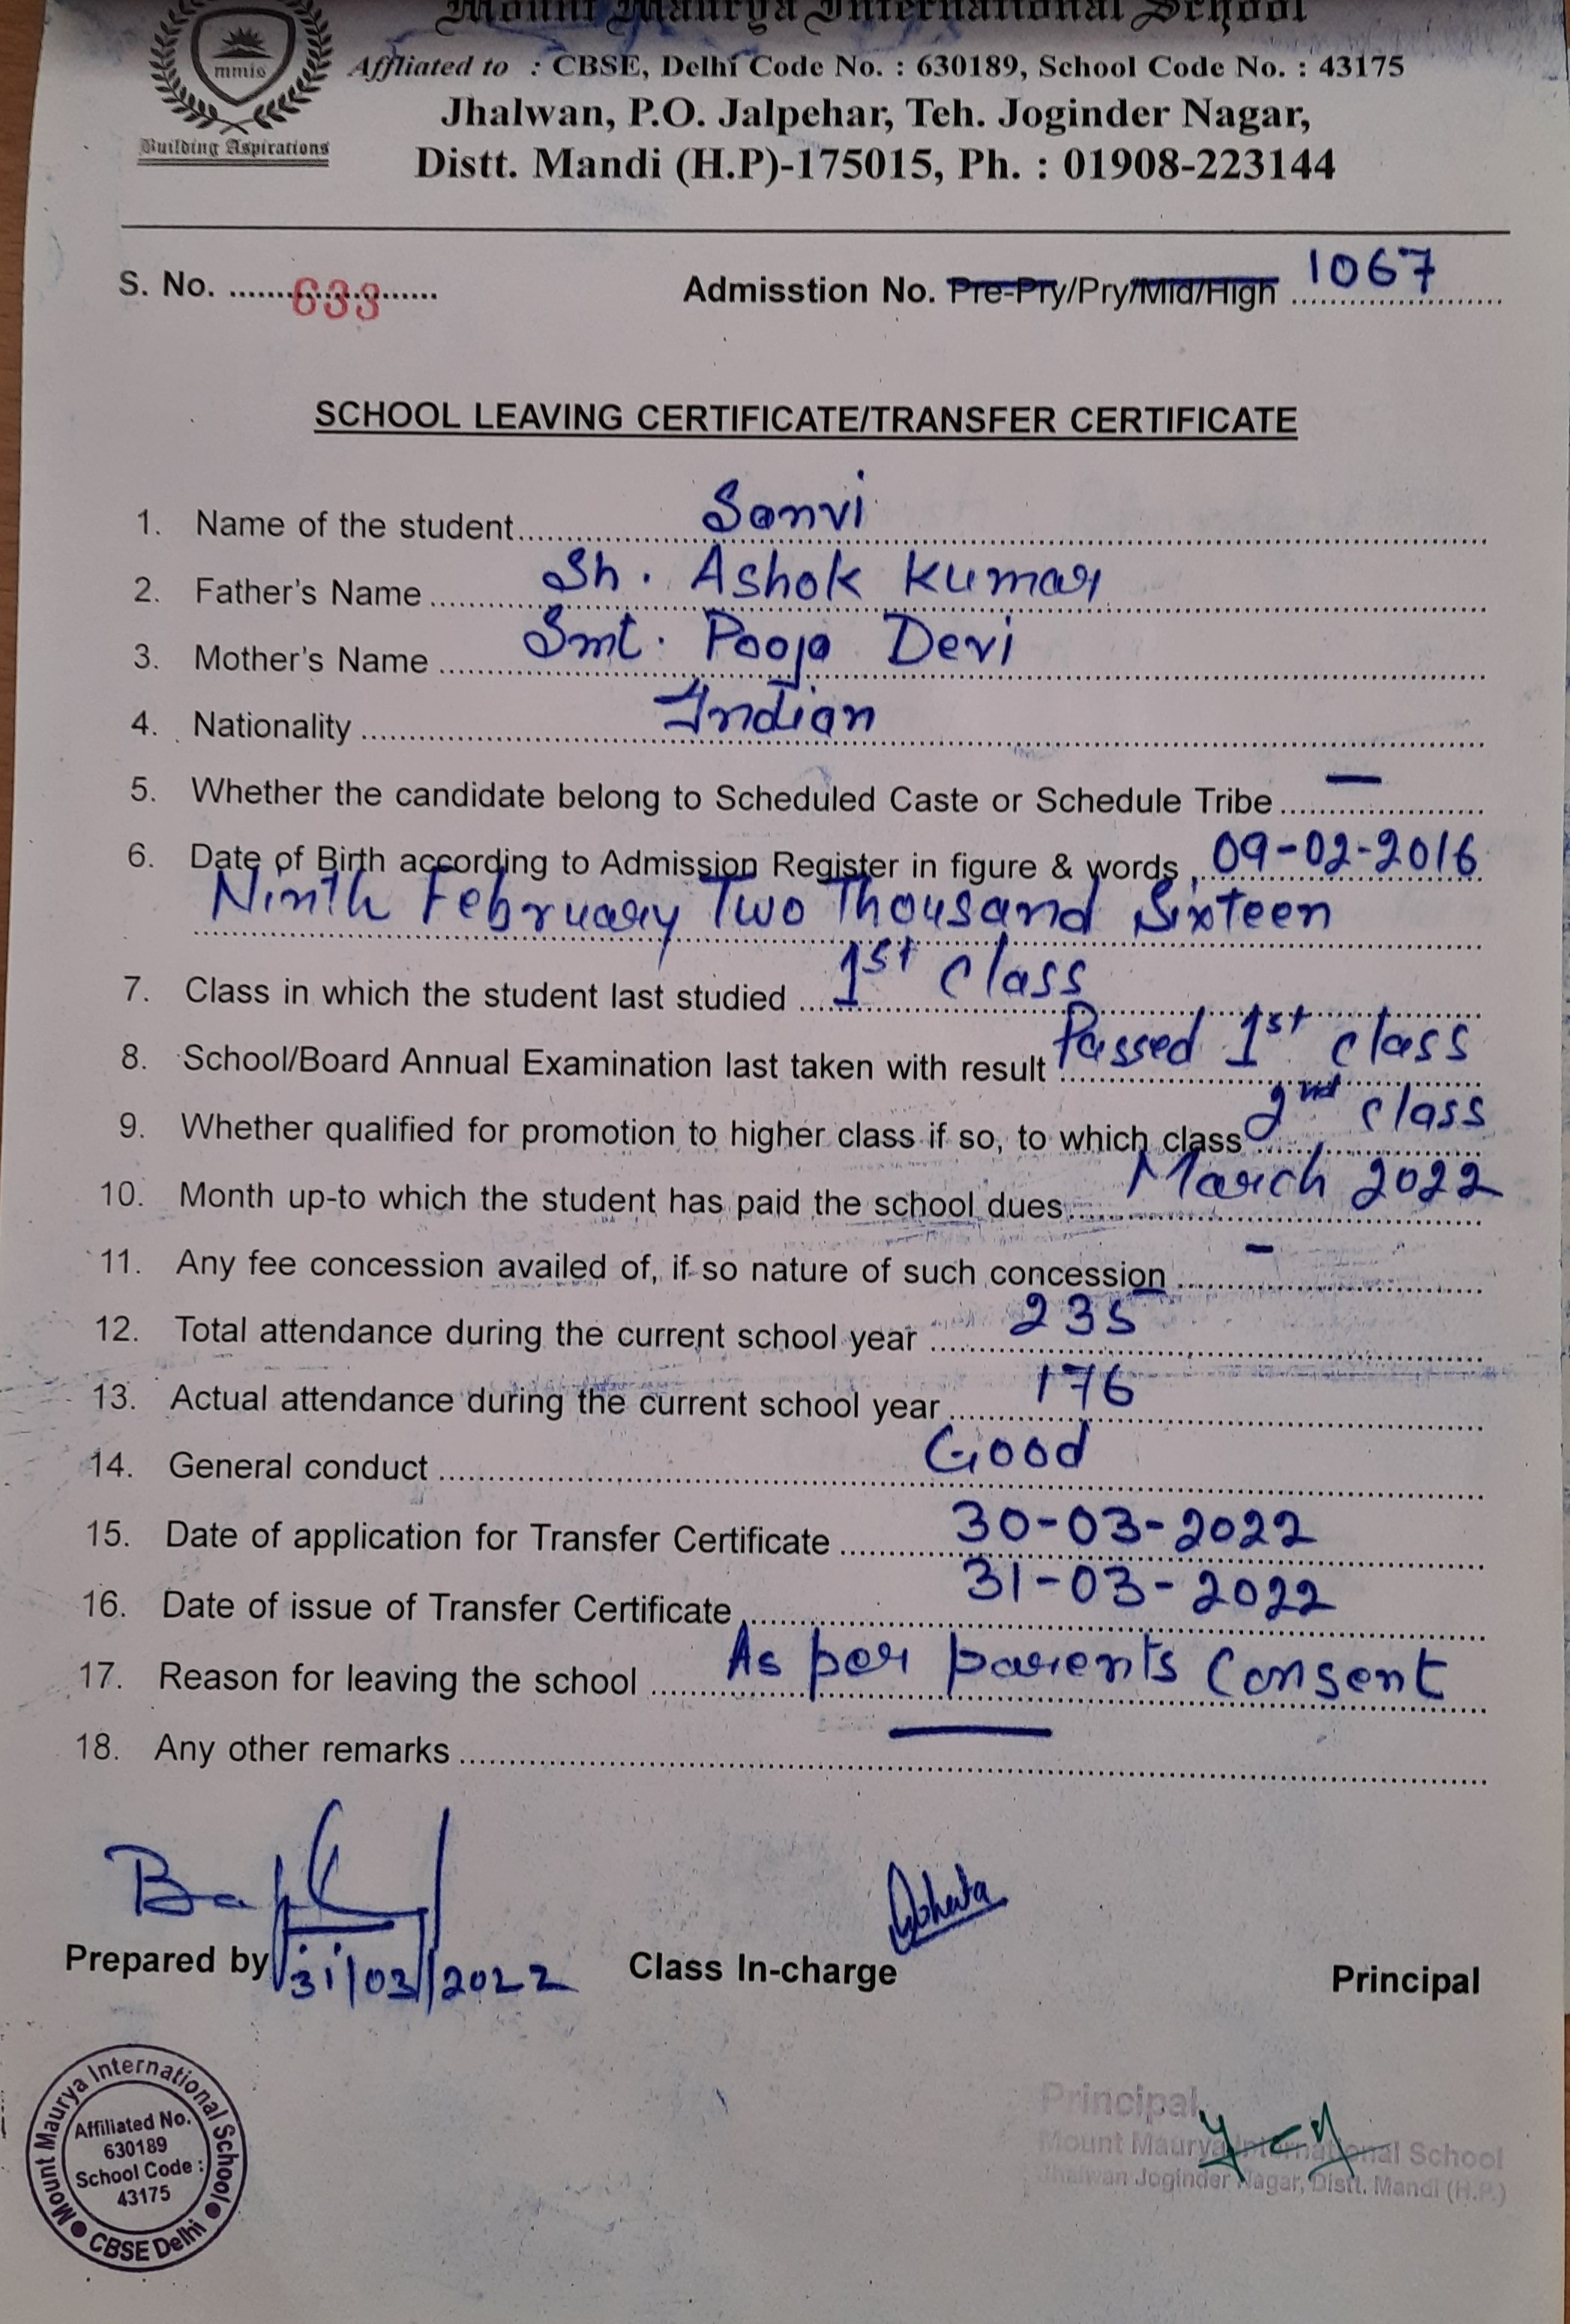 Mount Maurya International School
mmis
Building Aspirations
Affliated to : CBSE, Delhi Code No. : 630189, School Code No. : 43175
Jhalwan, P.O. Jalpehar, Teh. Joginder Nagar,
Distt. Mandi (H.P)-175015, Ph. : 01908-223144
S. No. .................... 633
Admisstion No. Pre-Pry/Pry/Mid/High 1067
SCHOOL LEAVING CERTIFICATE/TRANSFER CERTIFICATE
1. Name of the student Sanvi
2. Father's Name Sh. Ashok Kumar
3. Mother's Name Smt. Pooja Devi
4. Nationality Indian
5. Whether the candidate belong to Scheduled Caste or Schedule Tribe —
6. Date of Birth according to Admission Register in figure & words, 09-02-2016
Ninth February Two Thousand Sixteen
7. Class in which the student last studied 1st class
8. School/Board Annual Examination last taken with result Passed 1st class
9. Whether qualified for promotion to higher class if so, to which class 2nd class
10. Month up-to which the student has paid the school dues March 2022
11. Any fee concession availed of, if so nature of such concession -
12. Total attendance during the current school year 235
13. Actual attendance during the current school year 176
14. General conduct Good
15. Date of application for Transfer Certificate 30-03-2022
16. Date of issue of Transfer Certificate 31-03-2022
17. Reason for leaving the school As per parents Consent
18. Any other remarks —
Prepared by 31/03/2022
Class In-charge
Principal
Mount Maurya International School
Affiliated No.
630189
School Code :
43175
CBSE Delhi
Principal
Mount Maurya International School
Jhalwan Joginder Nagar, Distt. Mandi (H.P.)